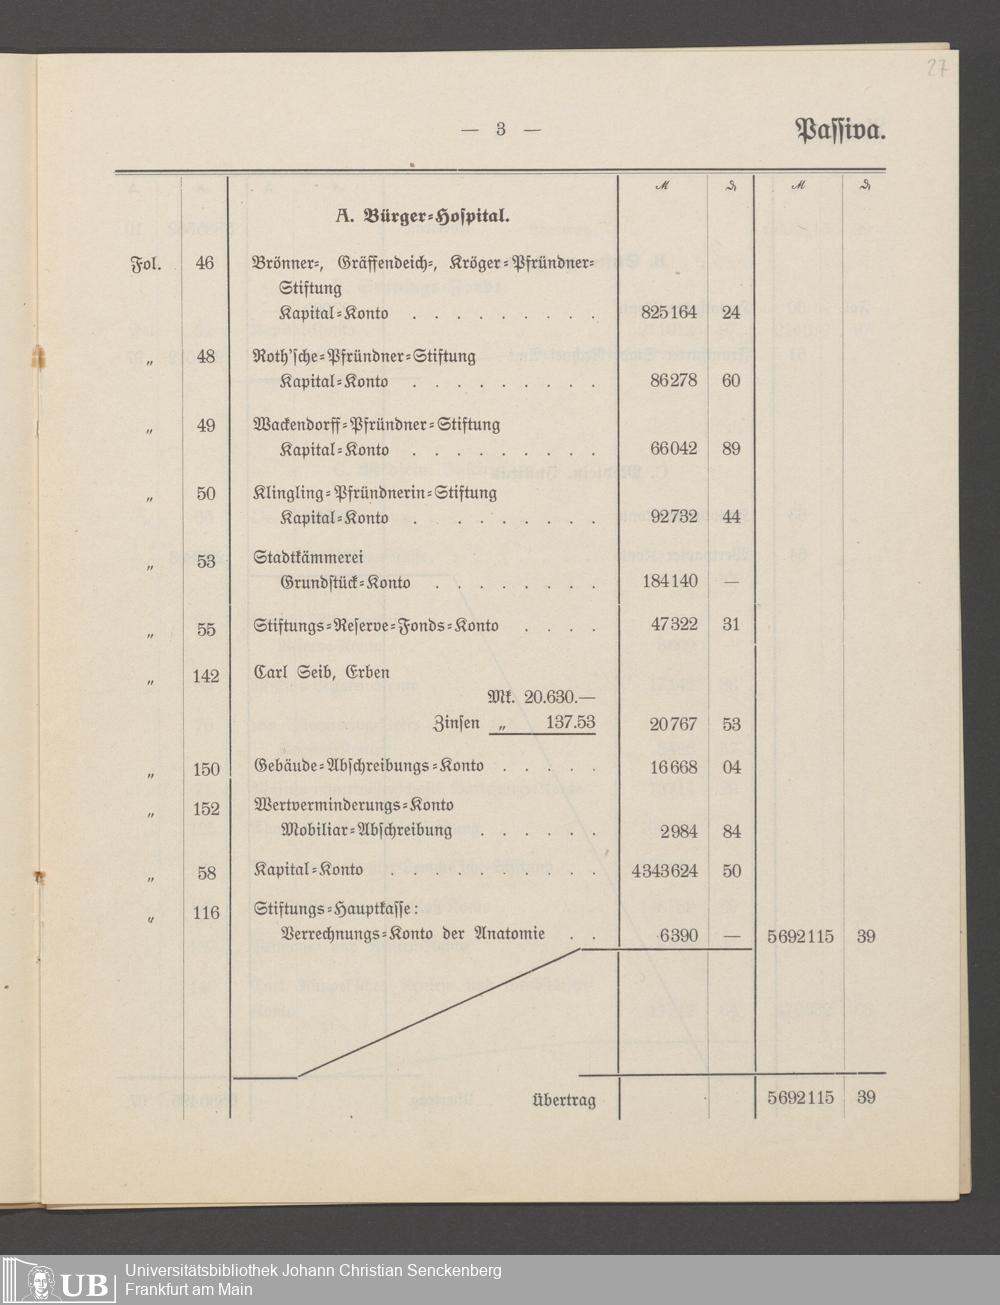 27
— 3 —
Passiva.
ℳ ₰ ℳ ₰
A. Bürger-Hospital.
Fol. 46 Brönner-, Gräffendeich-, Kröger-Pfründner-
Stiftung
Kapital-Konto . . . . . . . . . 825164 24
„ 48 Roth'sche-Pfründner-Stiftung
Kapital-Konto . . . . . . . . . 86278 60
„ 49 Wackendorff-Pfründner-Stiftung
Kapital-Konto . . . . . . . . . 66042 89
„ 50 Klingling-Pfründnerin-Stiftung
Kapital-Konto . . . . . . . . . 92732 44
„ 53 Stadtkämmerei
Grundstück-Konto . . . . . . . . 184140 —
„ 55 Stiftungs-Reserve-Fonds-Konto . . . . 47322 31
„ 142 Carl Seib, Erben
Mk. 20.630.—
Zinsen „ 137.53 20767 53
„ 150 Gebäude-Abschreibungs-Konto . . . . . 16668 04
„ 152 Wertverminderungs-Konto
Mobiliar-Abschreibung . . . . . . 2984 84
„ 58 Kapital-Konto . . . . . . . . . . 4343624 50
„ 116 Stiftungs-Hauptkasse:
Verrechnungs-Konto der Anatomie . . 6390 — 5692115 39
Übertrag 5692115 39
UB
Universitätsbibliothek Johann Christian Senckenberg
Frankfurt am Main